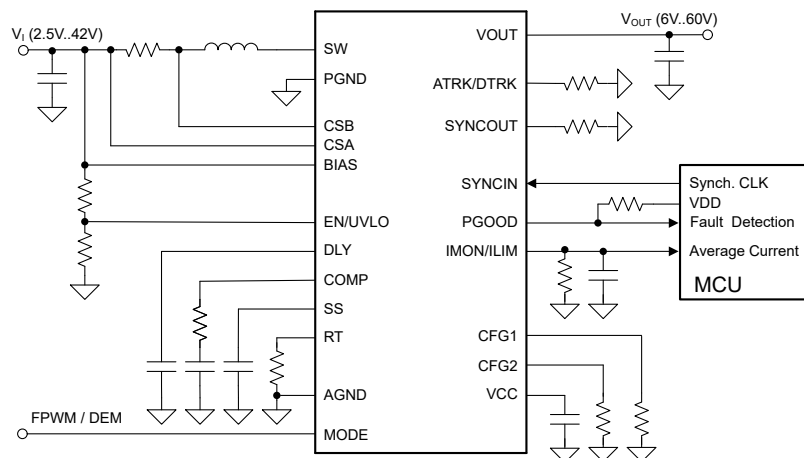 VI (2.5V..42V)
SW
PGND
CSB
CSA
BIAS
EN/UVLO
DLY
COMP
SS
RT
AGND
FPWM / DEM
MODE
VOUT
VOUT (6V..60V)
ATRK/DTRK
SYNCOUT
SYNCIN
PGOOD
IMON/ILIM
CFG1
CFG2
VCC
Synch. CLK
VDD
Fault Detection
Average Current
MCU